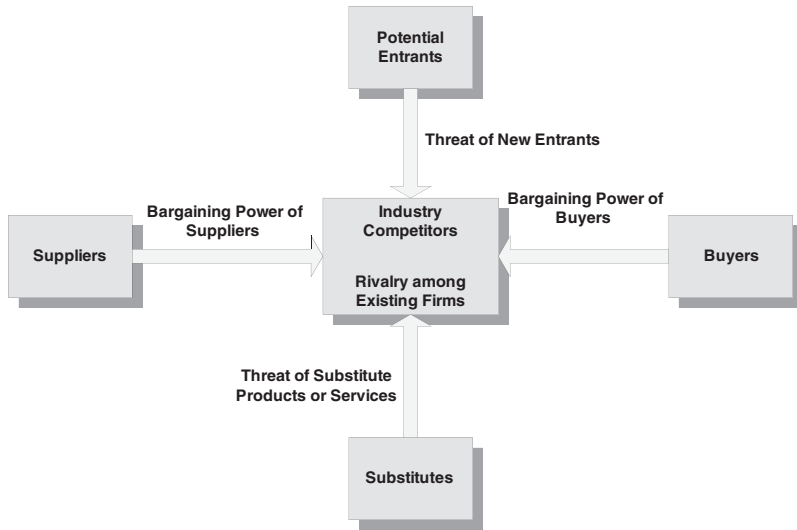 Potential
Entrants
Threat of New Entrants
Bargaining Power of
Suppliers
Industry
Competitors
Bargaining Power of
Buyers
Suppliers
Buyers
Rivalry among
Existing Firms
Threat of Substitute
Products or Services
Substitutes